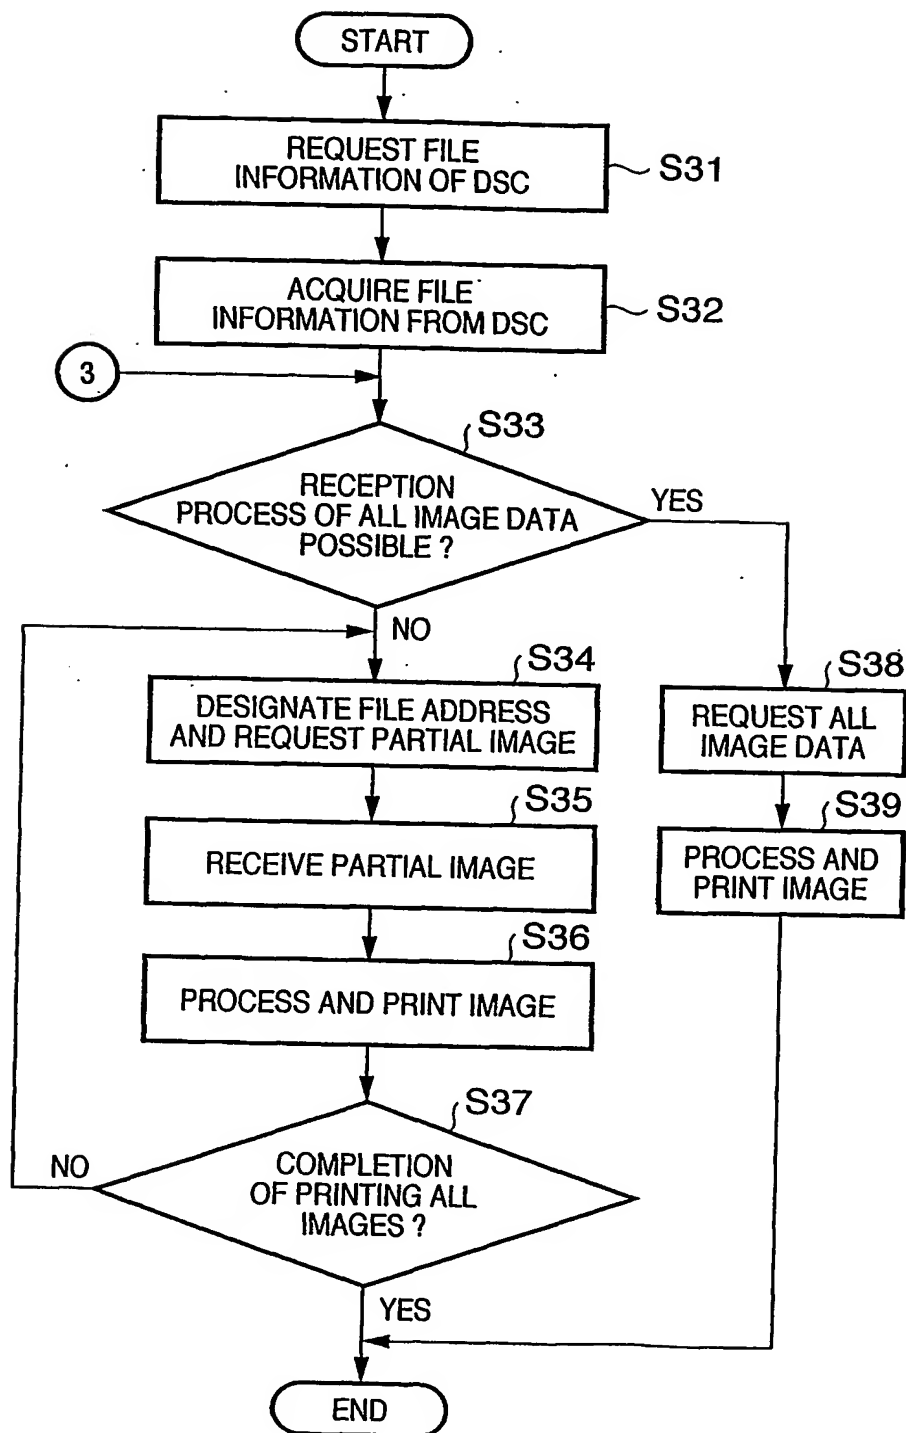 START
REQUEST FILE
INFORMATION OF DSC
S31
ACQUIRE FILE
INFORMATION FROM DSC
S32
3
S33
RECEPTION
PROCESS OF ALL IMAGE DATA
POSSIBLE ?
YES
NO
S34
DESIGNATE FILE ADDRESS
AND REQUEST PARTIAL IMAGE
S38
REQUEST ALL
IMAGE DATA
S35
RECEIVE PARTIAL IMAGE
S39
PROCESS AND
PRINT IMAGE
S36
PROCESS AND PRINT IMAGE
S37
COMPLETION
OF PRINTING ALL
IMAGES ?
NO
YES
END